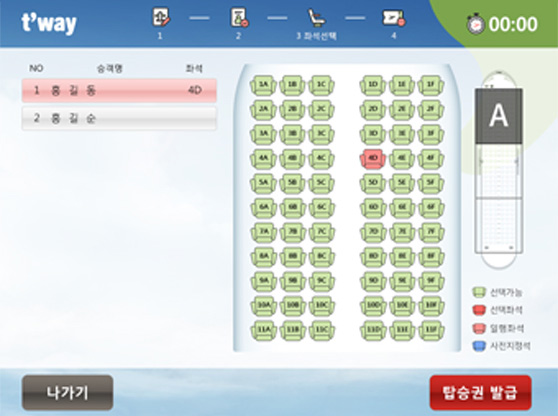 t'way
1
2
3 좌석선택
4
00:00
NO 승객명 좌석
1 홍 길 동 4D
2 홍 길 순
1A 1B 1C 1D 1E 1F
2A 2B 2C 2D 2E 2F
3A 3B 3C 3D 3E 3F
4A 4B 4C 4D 4E 4F
5A 5B 5C 5D 5E 5F
6A 6B 6C 6D 6E 6F
7A 7B 7C 7D 7E 7F
8A 8B 8C 8D 8E 8F
9A 9B 9C 9D 9E 9F
10A 10B 10C 10D 10E 10F
11A 11B 11C 11D 11E 11F
A
선택가능
선택좌석
일행좌석
사전지정석
나가기
탑승권 발급